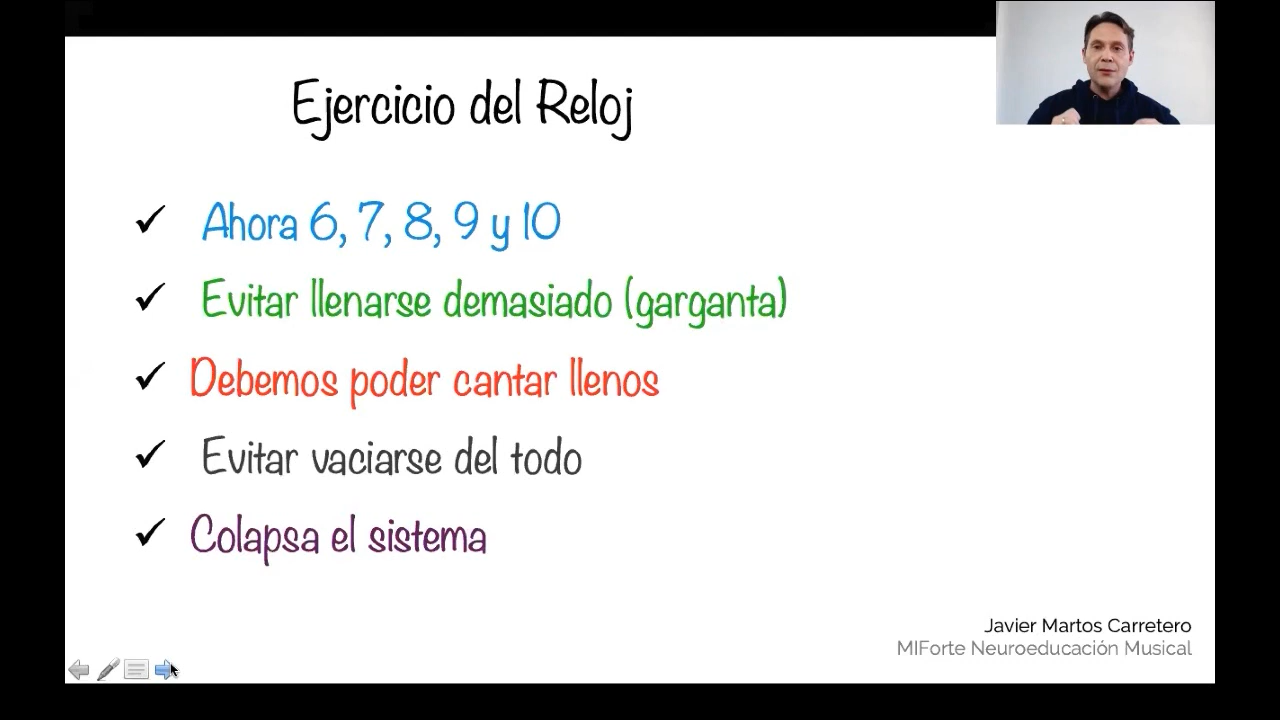 Ejercicio del Reloj
Ahora 6, 7, 8, 9 y 10
Evitar llenarse demasiado (garganta)
Debemos poder cantar llenos
Evitar vaciarse del todo
Colapsa el sistema
Javier Martos Carretero
MIForte Neuroeducación Musical